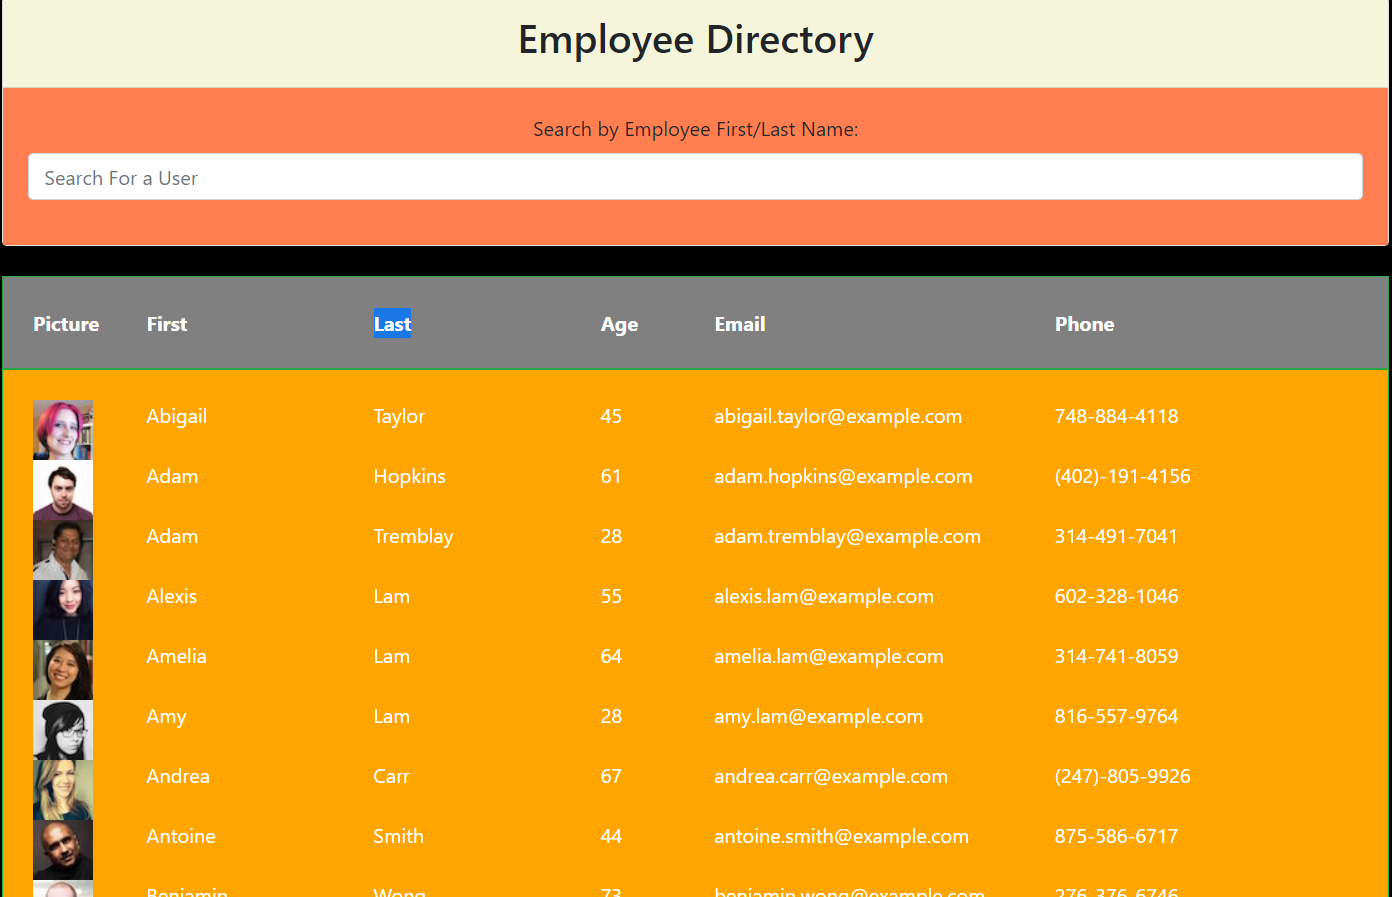 Employee Directory
Search by Employee First/Last Name:
Search For a User
Picture First Last Age Email Phone
Abigail Taylor 45 abigail.taylor@example.com 748-884-4118
Adam Hopkins 61 adam.hopkins@example.com (402)-191-4156
Adam Tremblay 28 adam.tremblay@example.com 314-491-7041
Alexis Lam 55 alexis.lam@example.com 602-328-1046
Amelia Lam 64 amelia.lam@example.com 314-741-8059
Amy Lam 28 amy.lam@example.com 816-557-9764
Andrea Carr 67 andrea.carr@example.com (247)-805-9926
Antoine Smith 44 antoine.smith@example.com 875-586-6717
Benjamin Wong 73 benjamin.wong@example.com 276-376-6746